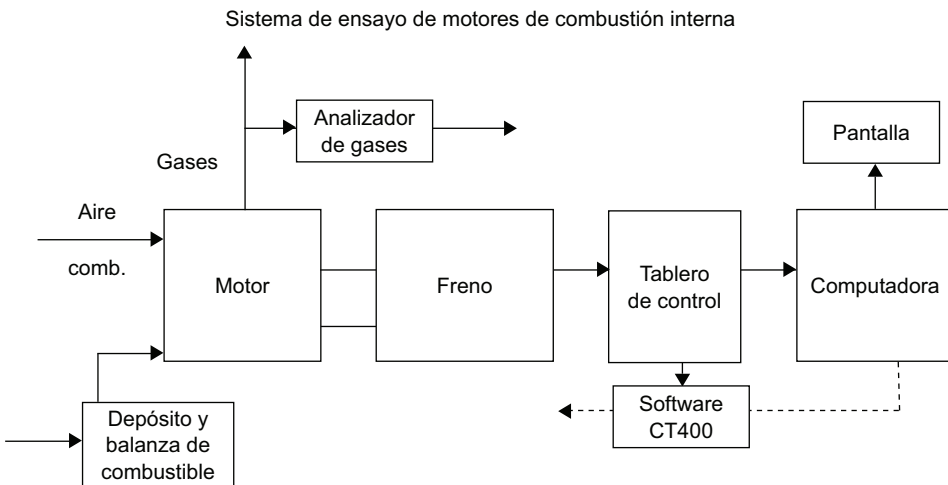 Sistema de ensayo de motores de combustión interna
Analizador
de gases
Pantalla
Gases
Aire
comb.
Motor
Freno
Tablero
de control
Computadora
Depósito y
balanza de
combustible
Software
CT400